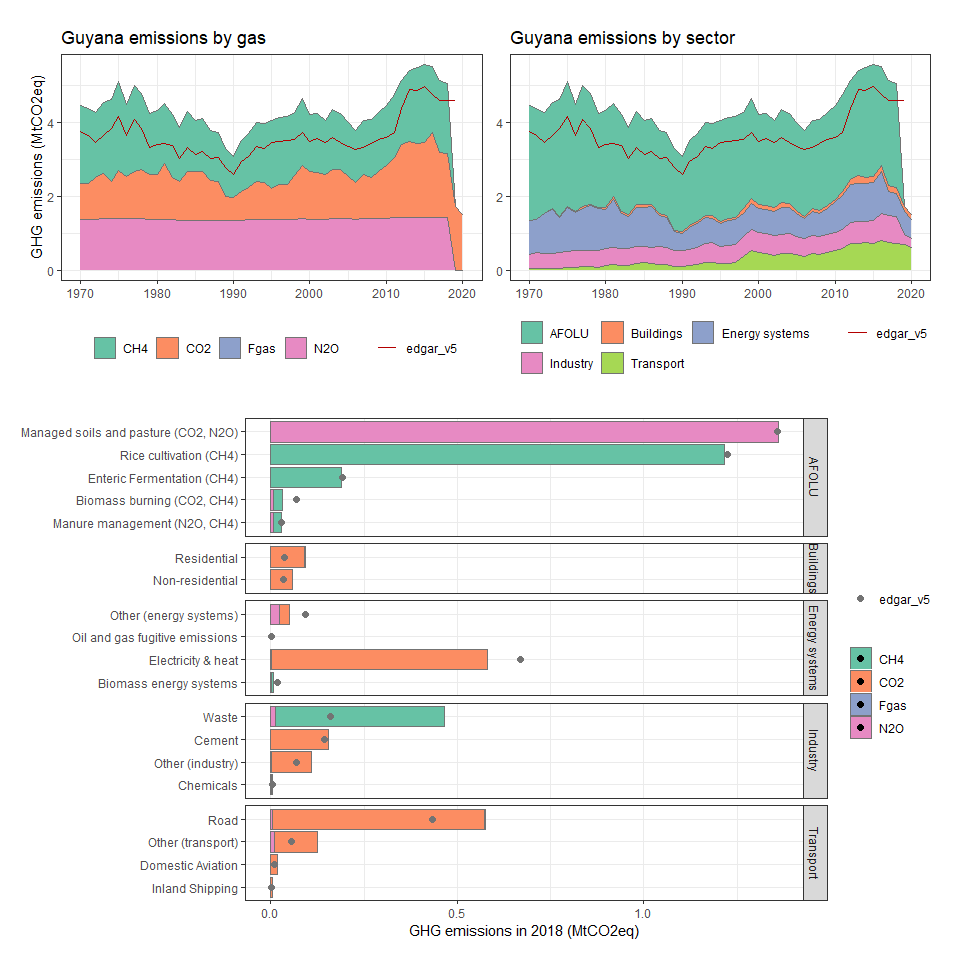 Guyana emissions by gas
Guyana emissions by sector
GHG emissions (MtCO2eq)
4
2
0
1970 1980 1990 2000 2010 2020
4
2
0
1970 1980 1990 2000 2010 2020
CH4 CO2 Fgas N2O edgar_v5
AFOLU Buildings Energy systems edgar_v5
Industry Transport
Managed soils and pasture (CO2, N2O)
Rice cultivation (CH4)
Enteric Fermentation (CH4)
Biomass burning (CO2, CH4)
Manure management (N2O, CH4)
AFOLU
Residential
Non-residential
Buildings
Other (energy systems)
Oil and gas fugitive emissions
Electricity & heat
Biomass energy systems
Energy systems
Waste
Cement
Other (industry)
Chemicals
Industry
Road
Other (transport)
Domestic Aviation
Inland Shipping
Transport
0.0 0.5 1.0
GHG emissions in 2018 (MtCO2eq)
edgar_v5
CH4
CO2
Fgas
N2O